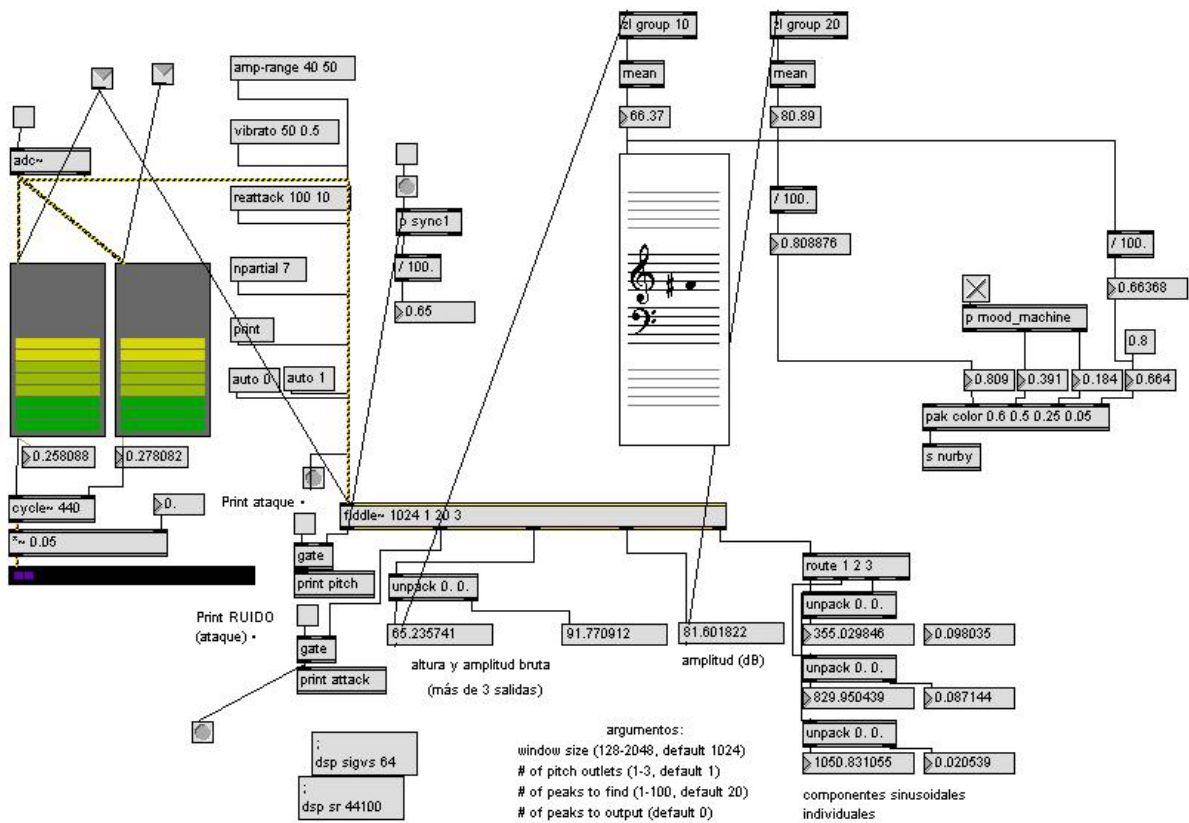 zl group 10
zl group 20
amp-range 40 50
mean
mean
66.37
80.89
vibrato 50 0.5
adc~
reattack 100 10
/ 100.
p sync1
0.808876
/ 100.
npartial 7
/ 100.
0.66368
0.65
p mood_machine
print
0.8
auto 0
auto 1
0.809
0.391
0.184
0.664
pak color 0.6 0.5 0.25 0.05
0.258088
0.278082
s nurby
cycle~ 440
0.
Print ataque •
fiddle~ 1024 1 20 3
*~ 0.05
gate
route 1 2 3
print pitch
unpack 0. 0.
unpack 0. 0.
Print RUIDO
(ataque) •
65.235741
91.770912
81.601822
355.029846
0.098035
gate
altura y amplitud bruta
amplitud (dB)
unpack 0. 0.
print attack
(más de 3 salidas)
829.950439
0.087144
argumentos:
unpack 0. 0.
;
dsp sigvs 64
window size (128-2048, default 1024)
1050.831055
0.020539
# of pitch outlets (1-3, default 1)
;
dsp sr 44100
# of peaks to find (1-100, default 20)
componentes sinusoidales
# of peaks to output (default 0)
individuales